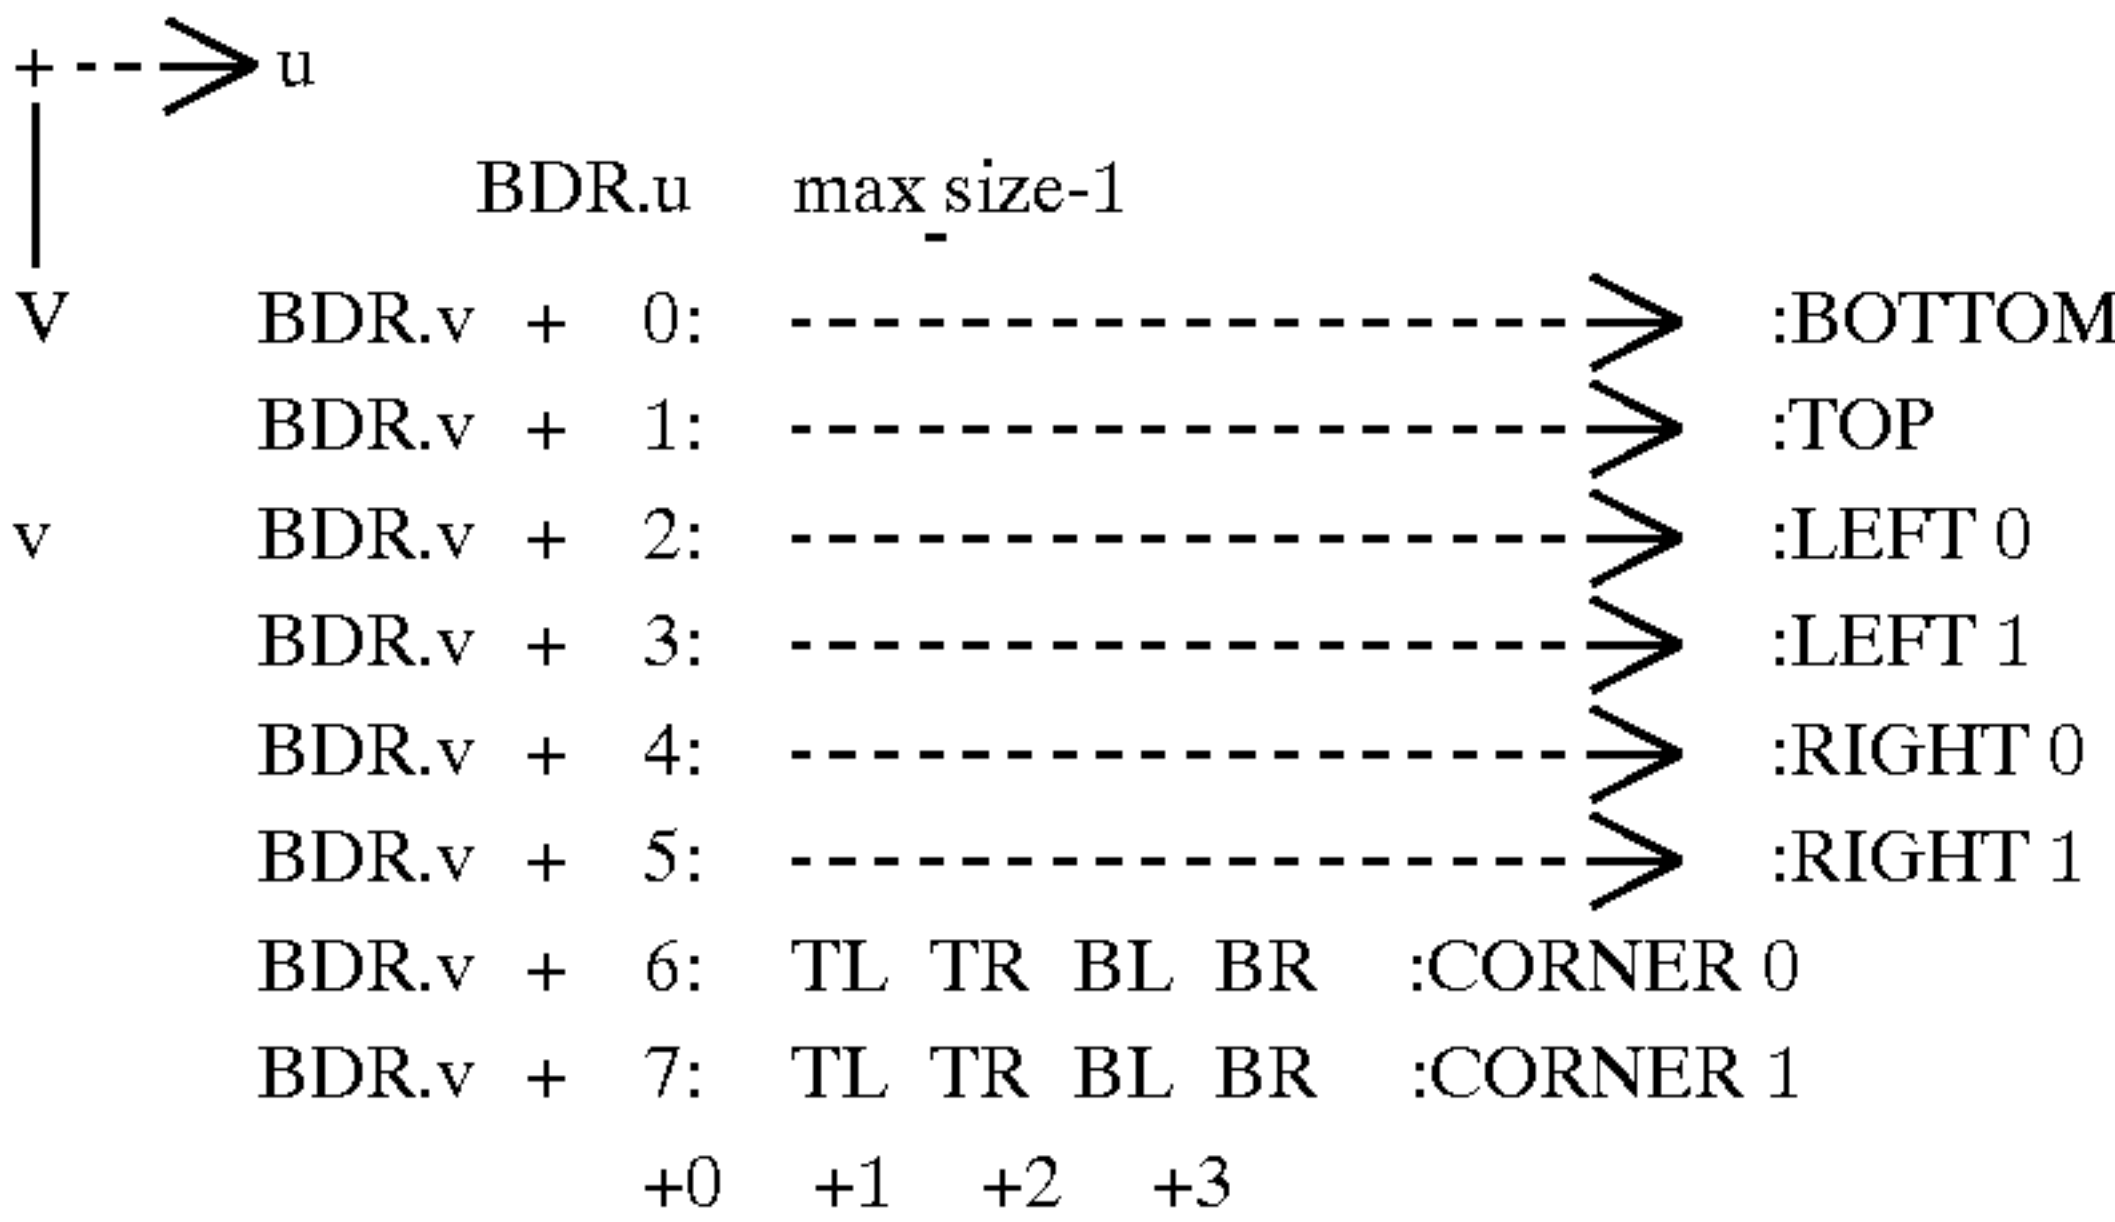 + - - -> u
BDR.u max_size-1
V BDR.v + 0: :BOTTOM
BDR.v + 1: :TOP
v BDR.v + 2: :LEFT 0
BDR.v + 3: :LEFT 1
BDR.v + 4: :RIGHT 0
BDR.v + 5: :RIGHT 1
BDR.v + 6: TL TR BL BR :CORNER 0
BDR.v + 7: TL TR BL BR :CORNER 1
+0 +1 +2 +3